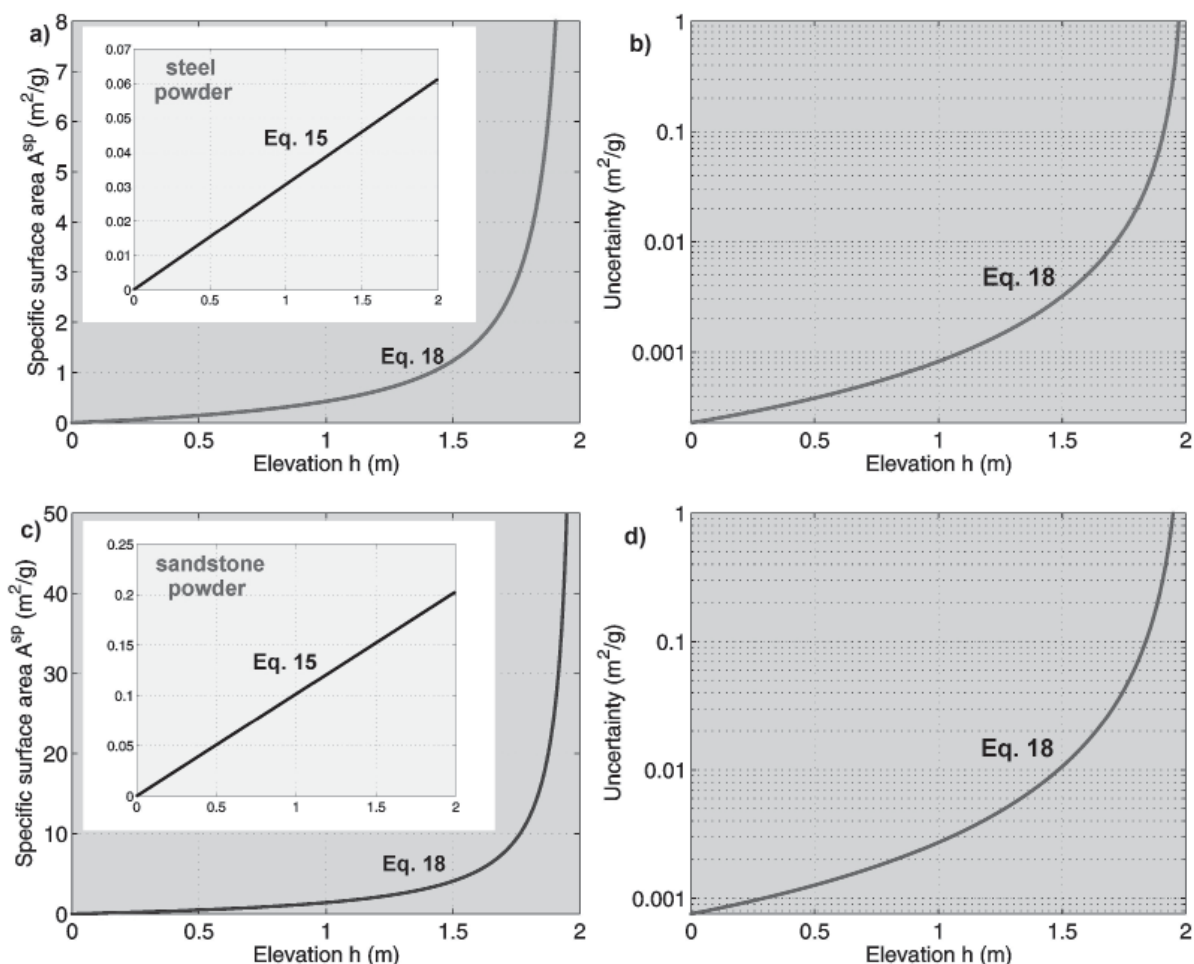 a)
Specific surface area A^sp (m²/g)
8
7
6
5
4
3
2
1
0
0 0.5 1 1.5 2
Elevation h (m)
Eq. 18
steel
powder
Eq. 15
0.07
0.06
0.05
0.04
0.03
0.02
0.01
0
0 0.5 1 1.5 2
b)
Uncertainty (m²/g)
1
0.1
0.01
0.001
0 0.5 1 1.5 2
Elevation h (m)
Eq. 18
c)
Specific surface area A^sp (m²/g)
50
40
30
20
10
0
0 0.5 1 1.5 2
Elevation h (m)
Eq. 18
sandstone
powder
Eq. 15
0.25
0.2
0.15
0.1
0.05
0
0 0.5 1 1.5 2
d)
Uncertainty (m²/g)
1
0.1
0.01
0.001
0 0.5 1 1.5 2
Elevation h (m)
Eq. 18